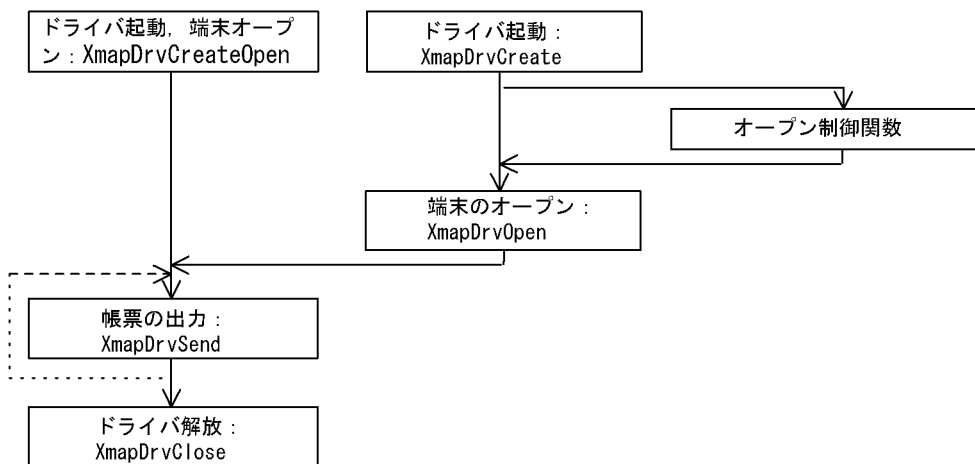 ドライバ起動，端末オープ
ン：XmapDrvCreateOpen
ドライバ起動：
XmapDrvCreate
オープン制御関数
端末のオープン：
XmapDrvOpen
帳票の出力：
XmapDrvSend
ドライバ解放：
XmapDrvClose